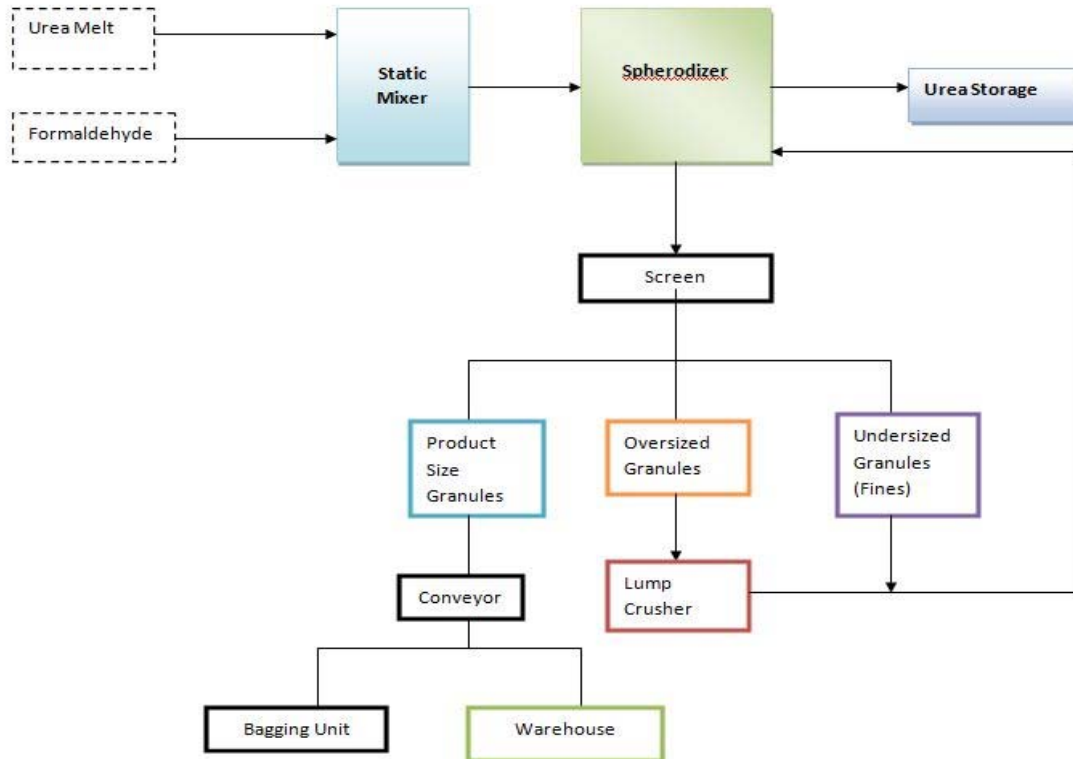 Urea Melt
Formaldehyde
Static
Mixer
Spherodizer
Urea Storage
Screen
Product
Size
Granules
Oversized
Granules
Undersized
Granules
(Fines)
Conveyor
Lump
Crusher
Bagging Unit
Warehouse